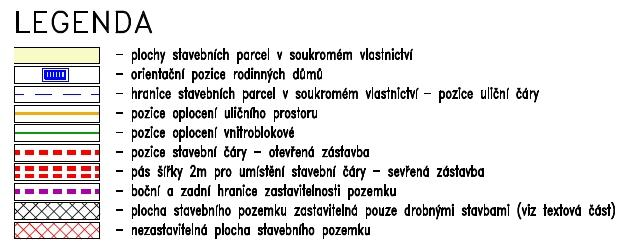 LEGENDA
– plochy stavebních parcel v soukromém vlastnictví
– orientační pozice rodinných důmů
– hranice stavebních parcel v soukromém vlastnictví – pozice uliční čáry
– pozice oplocení uličního prostoru
– pozice oplocení vnitroblokové
– pozice stavební čáry – otevřená zástavba
– pás šířky 2m pro umístění stavební čáry – sevřená zástavba
– boční a zadní hranice zastavitelnosti pozemku
– plocha stavebního pozemku zastavitelná pouze drobnými stavbami (viz textová část)
– nezastavitelná plocha stavebního pozemku